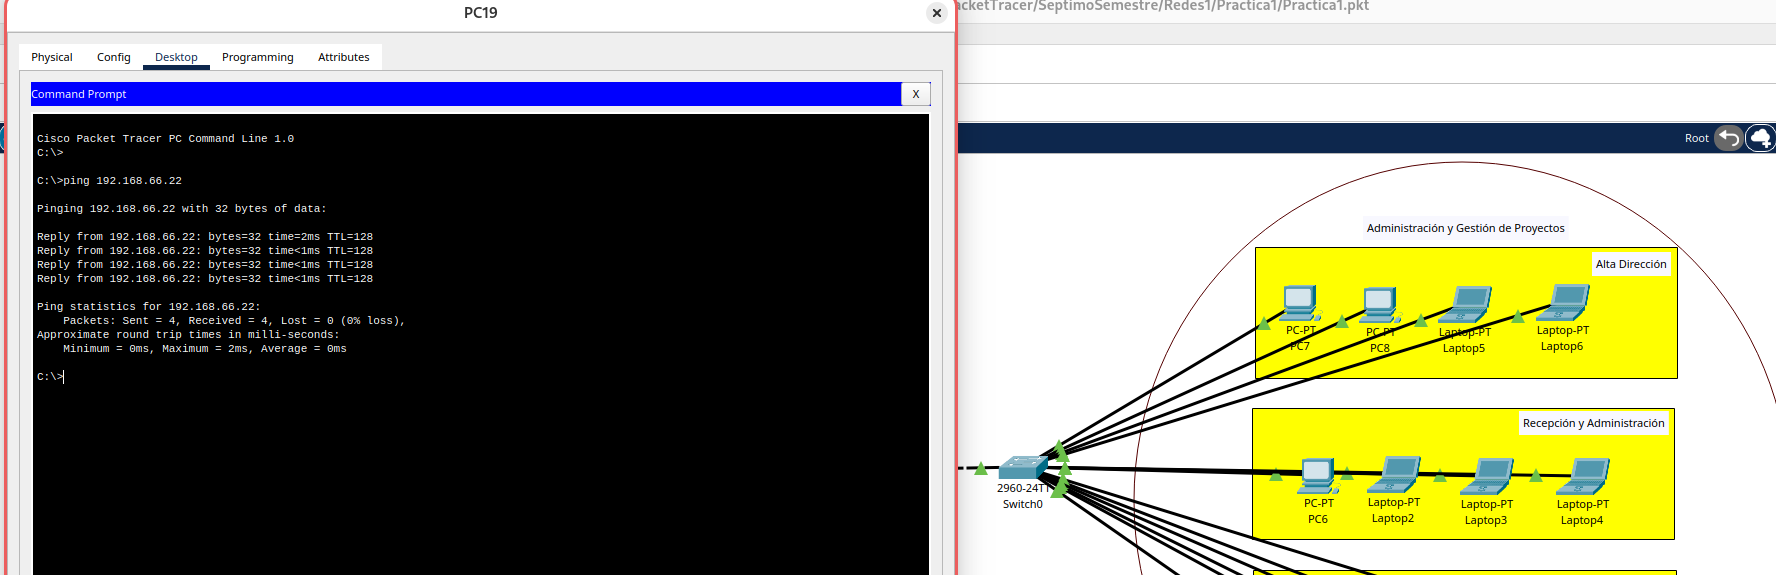 PC19
acketTracer/SeptimoSemestre/Redes1/Practica1/Practica1.pkt
Physical Config Desktop Programming Attributes
Command Prompt
X
Cisco Packet Tracer PC Command Line 1.0
C:\>
C:\>ping 192.168.66.22
Pinging 192.168.66.22 with 32 bytes of data:
Reply from 192.168.66.22: bytes=32 time=2ms TTL=128
Reply from 192.168.66.22: bytes=32 time<1ms TTL=128
Reply from 192.168.66.22: bytes=32 time<1ms TTL=128
Reply from 192.168.66.22: bytes=32 time<1ms TTL=128
Ping statistics for 192.168.66.22:
Packets: Sent = 4, Received = 4, Lost = 0 (0% loss),
Approximate round trip times in milli-seconds:
Minimum = 0ms, Maximum = 2ms, Average = 0ms
C:\>
Root
Administración y Gestión de Proyectos
Alta Dirección
PC-PT
PC7
PC-PT
PC8
Laptop-PT
Laptop5
Laptop-PT
Laptop6
Recepción y Administración
2960-24TT
Switch0
PC-PT
PC6
Laptop-PT
Laptop2
Laptop-PT
Laptop3
Laptop-PT
Laptop4